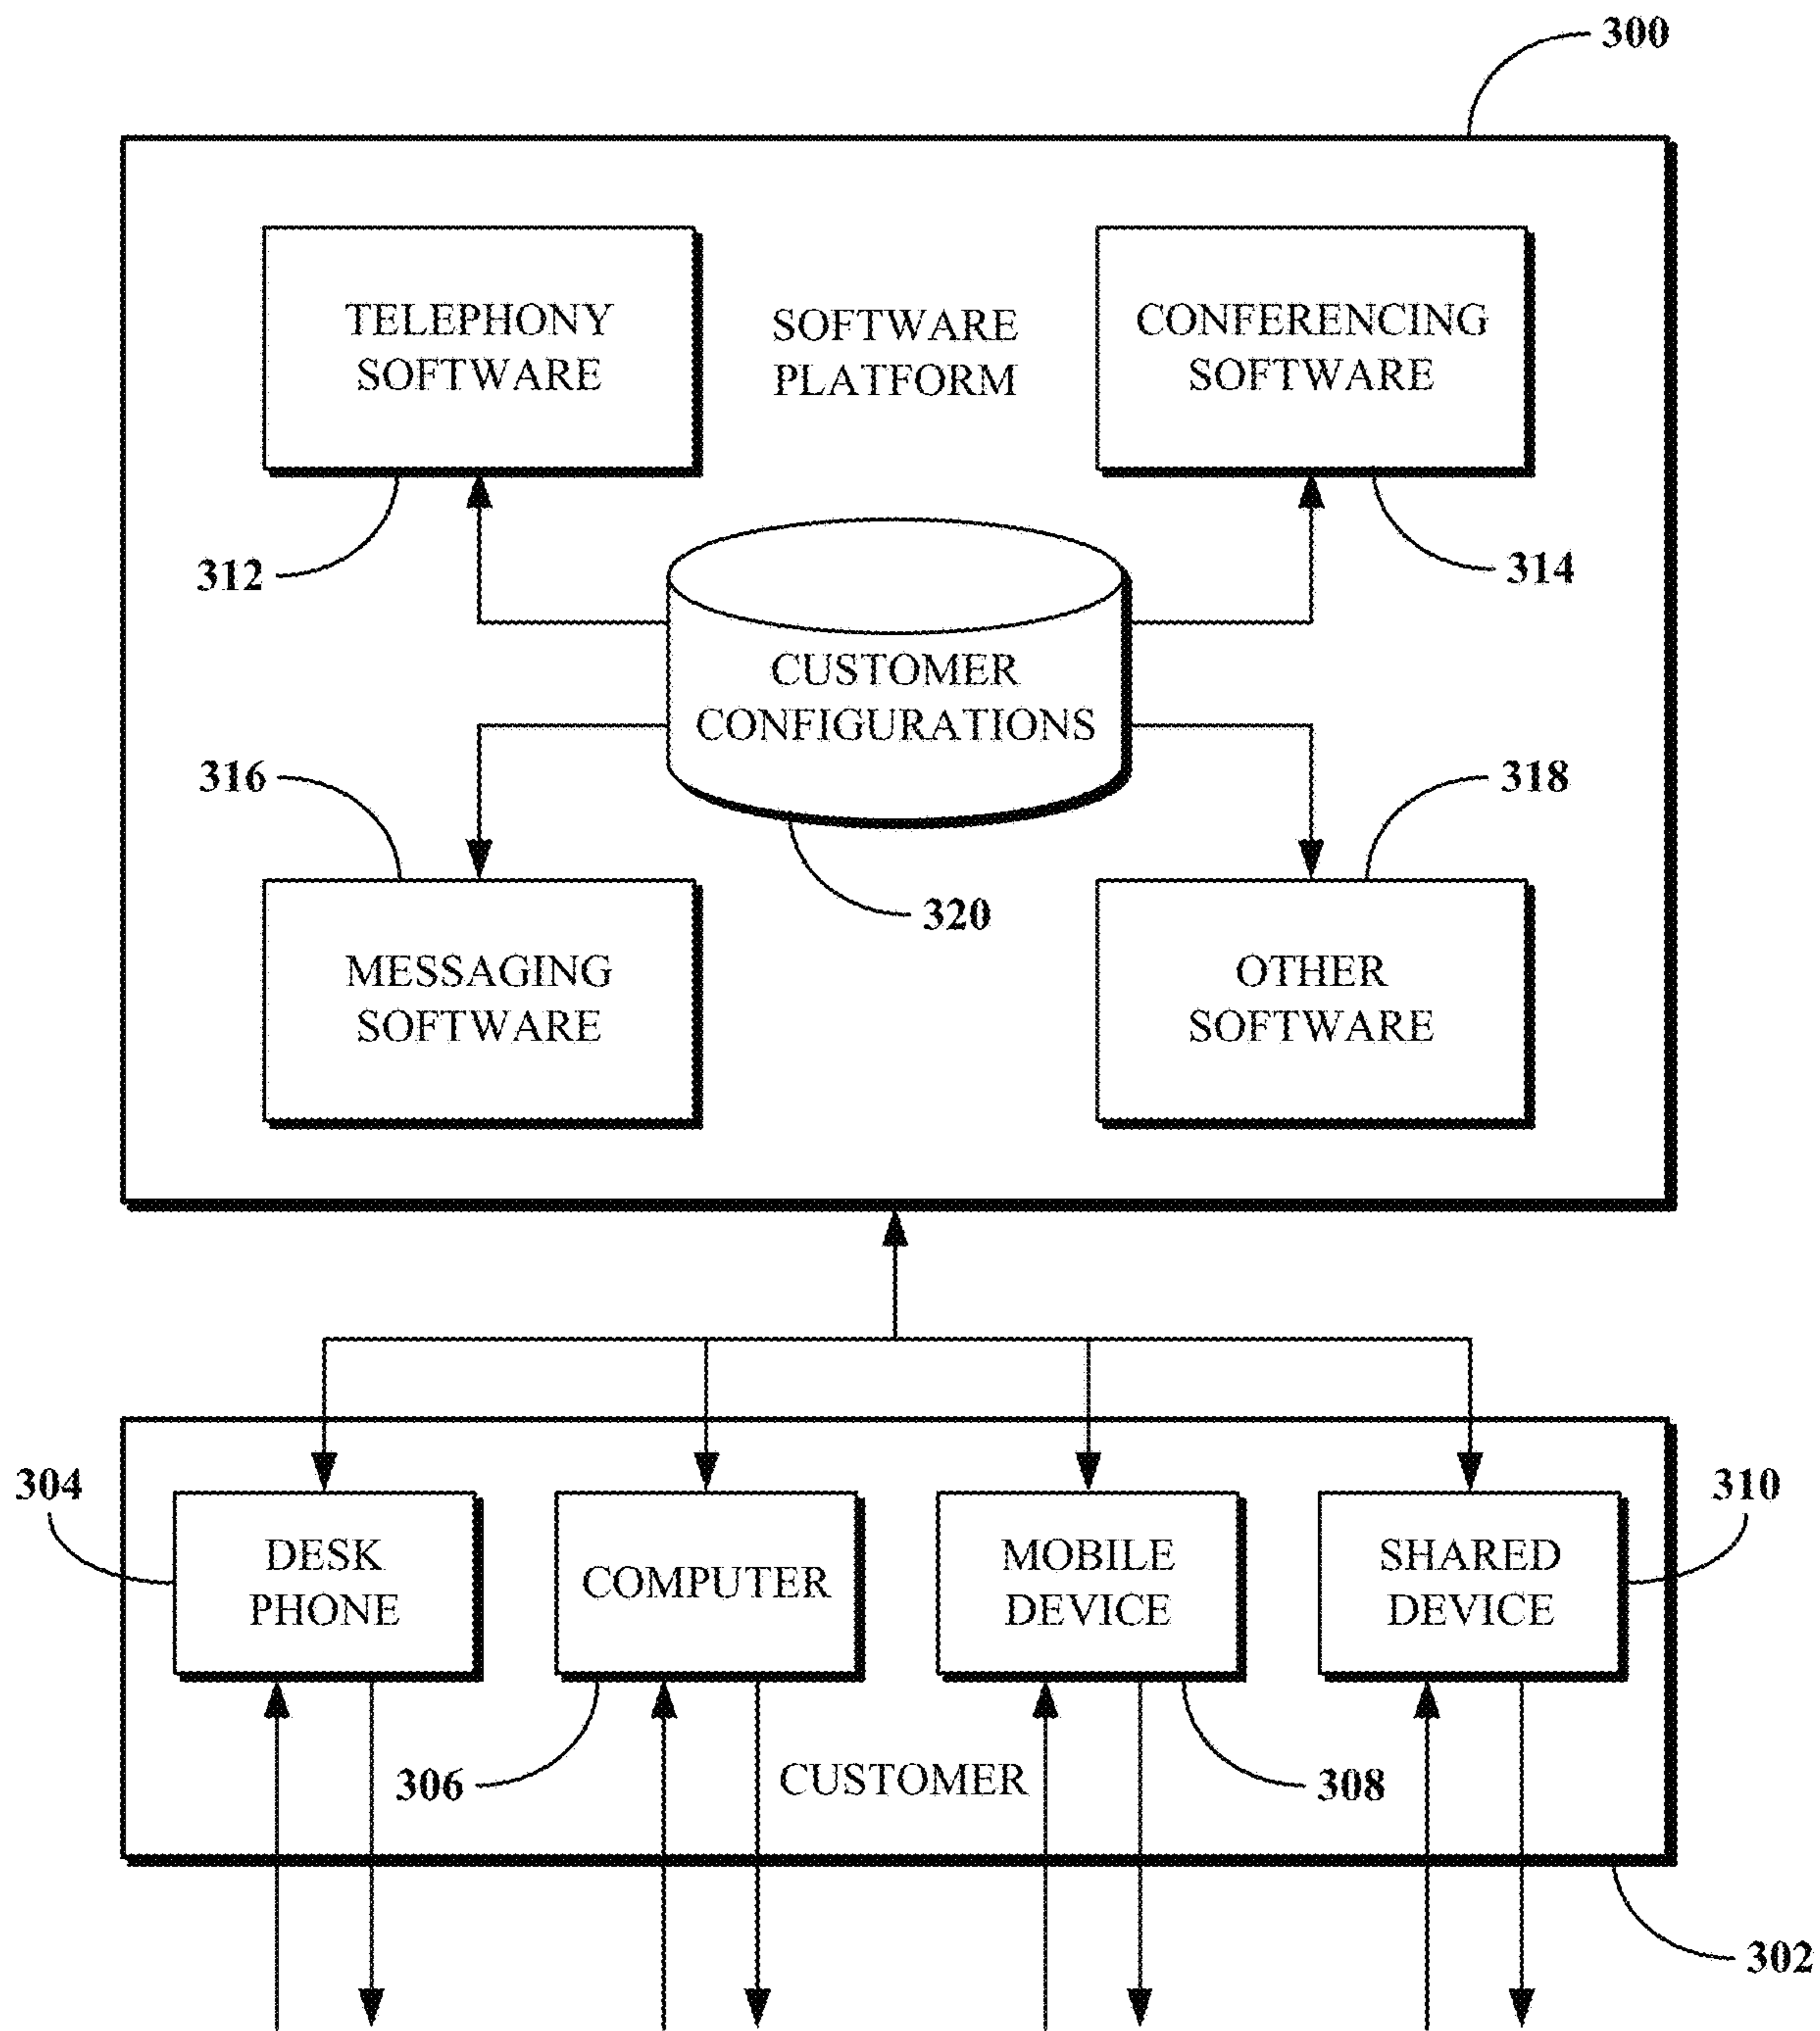 300
TELEPHONY
SOFTWARE
SOFTWARE
PLATFORM
CONFERENCING
SOFTWARE
312
314
CUSTOMER
CONFIGURATIONS
316
318
320
MESSAGING
SOFTWARE
OTHER
SOFTWARE
304
310
DESK
PHONE
COMPUTER
MOBILE
DEVICE
SHARED
DEVICE
306
CUSTOMER
308
302